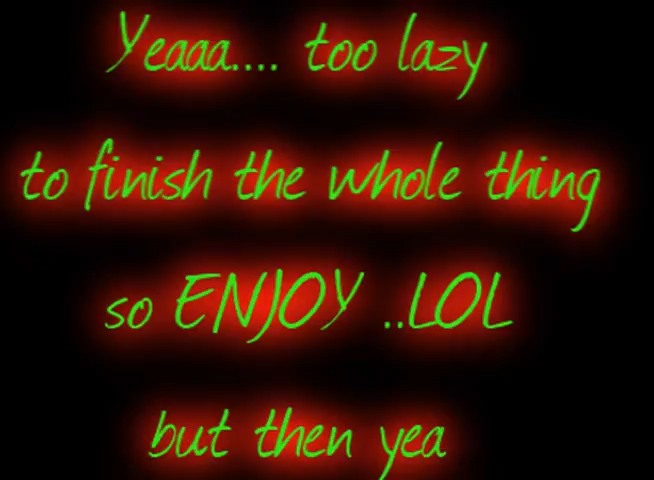 Yeaaa.... too lazy
to finish the whole thing
so ENJOY ..LOL
but then yea